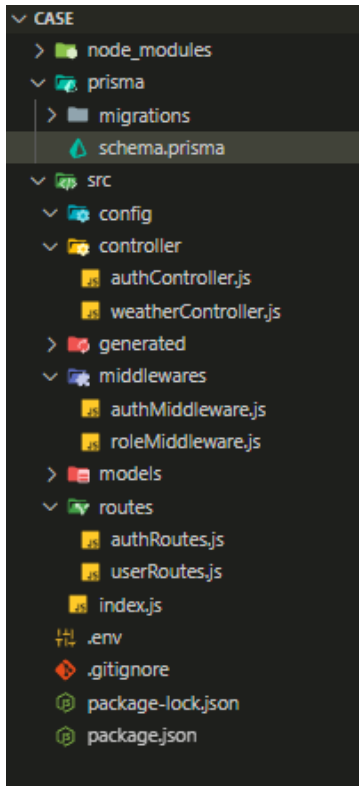 CASE
node_modules
prisma
migrations
schema.prisma
src
config
controller
authController.js
weatherController.js
generated
middlewares
authMiddleware.js
roleMiddleware.js
models
routes
authRoutes.js
userRoutes.js
index.js
.env
.gitignore
package-lock.json
package.json